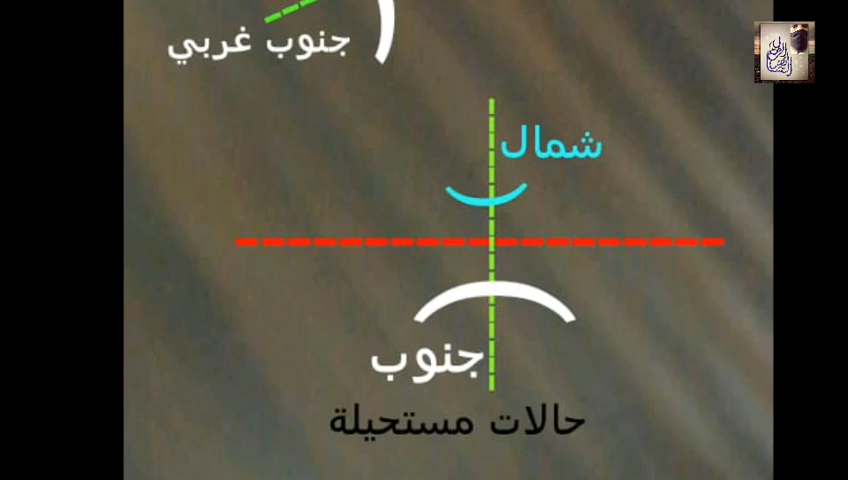 جنوب غربي
شمال
جنوب
حالات مستحيلة